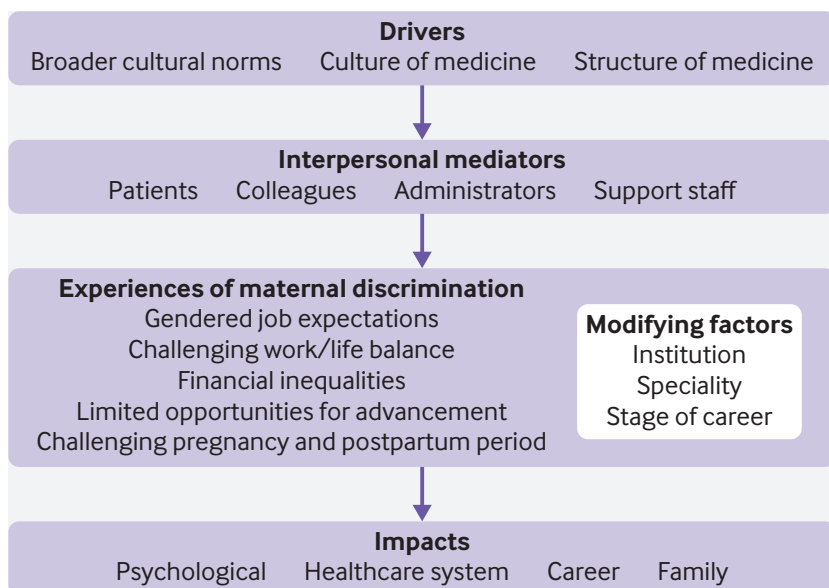 Drivers
Broader cultural norms Culture of medicine Structure of medicine
Interpersonal mediators
Patients Colleagues Administrators Support staff
Experiences of maternal discrimination
Gendered job expectations
Challenging work/life balance
Financial inequalities
Limited opportunities for advancement
Challenging pregnancy and postpartum period
Modifying factors
Institution
Speciality
Stage of career
Impacts
Psychological Healthcare system Career Family